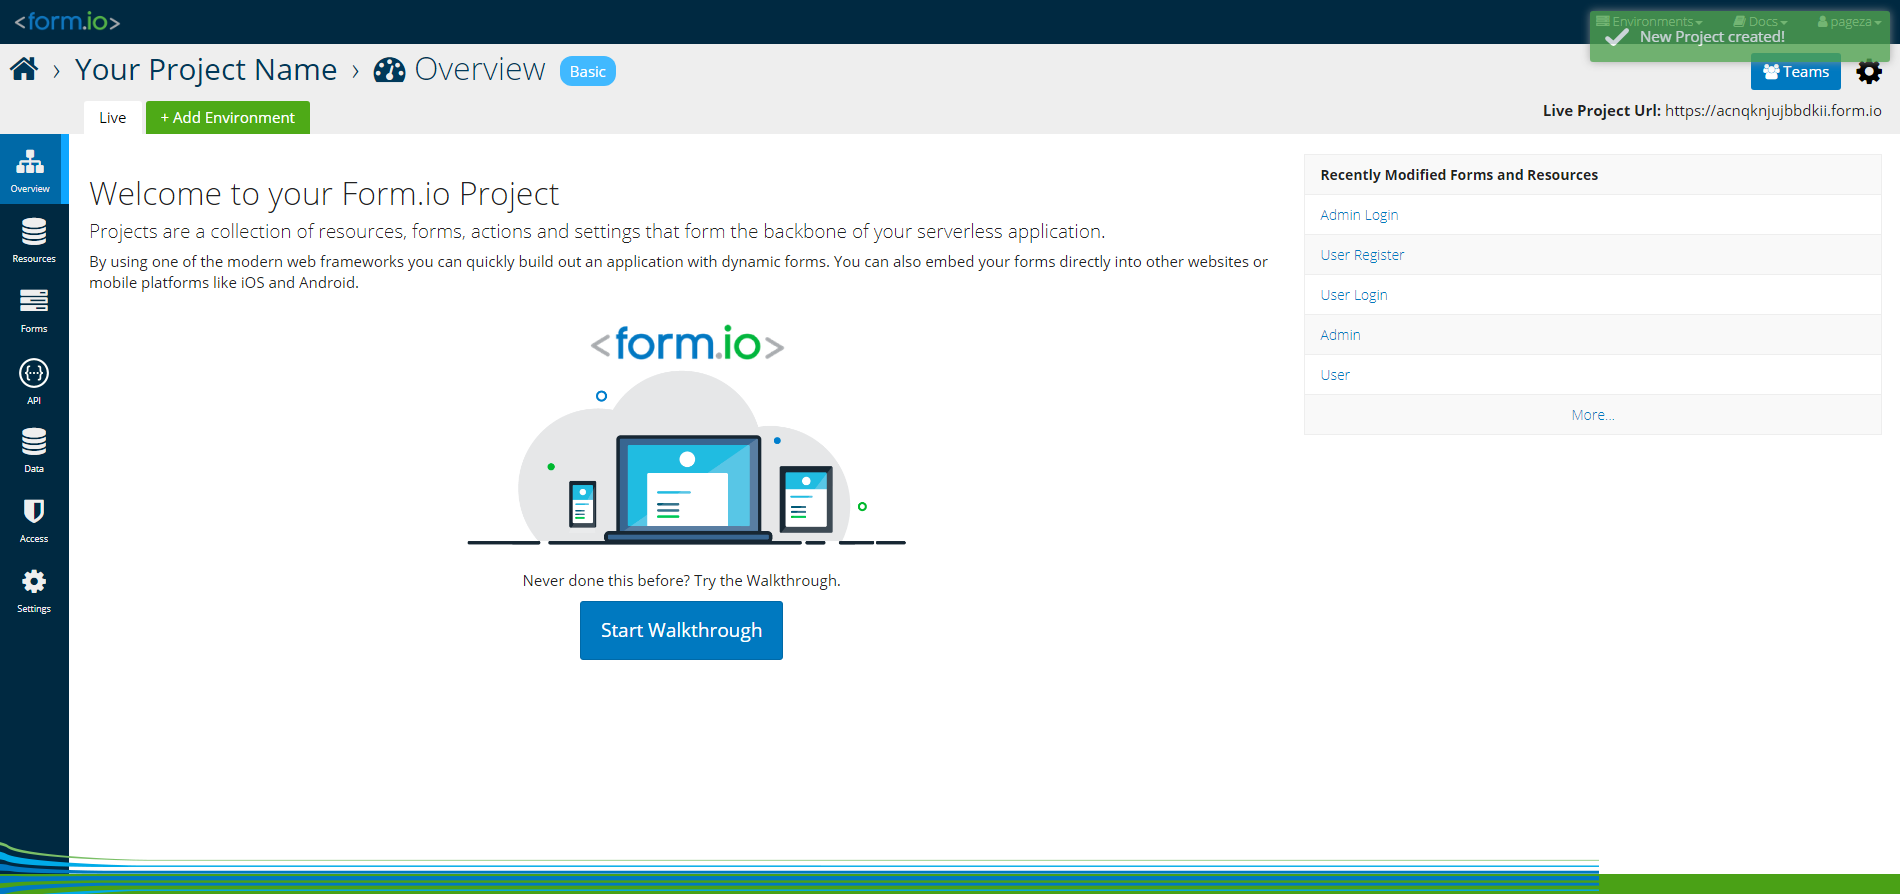 <form.io>
Environments
Docs
pageza
New Project created!
Your Project Name
Overview
Basic
Teams
Live
+ Add Environment
Live Project Url: https://acnqknjujbbdkii.form.io
Overview
Resources
Forms
API
Data
Access
Settings
Welcome to your Form.io Project
Projects are a collection of resources, forms, actions and settings that form the backbone of your serverless application.
By using one of the modern web frameworks you can quickly build out an application with dynamic forms. You can also embed your forms directly into other websites or
mobile platforms like iOS and Android.
<form.io>
Never done this before? Try the Walkthrough.
Start Walkthrough
Recently Modified Forms and Resources
Admin Login
User Register
User Login
Admin
User
More...